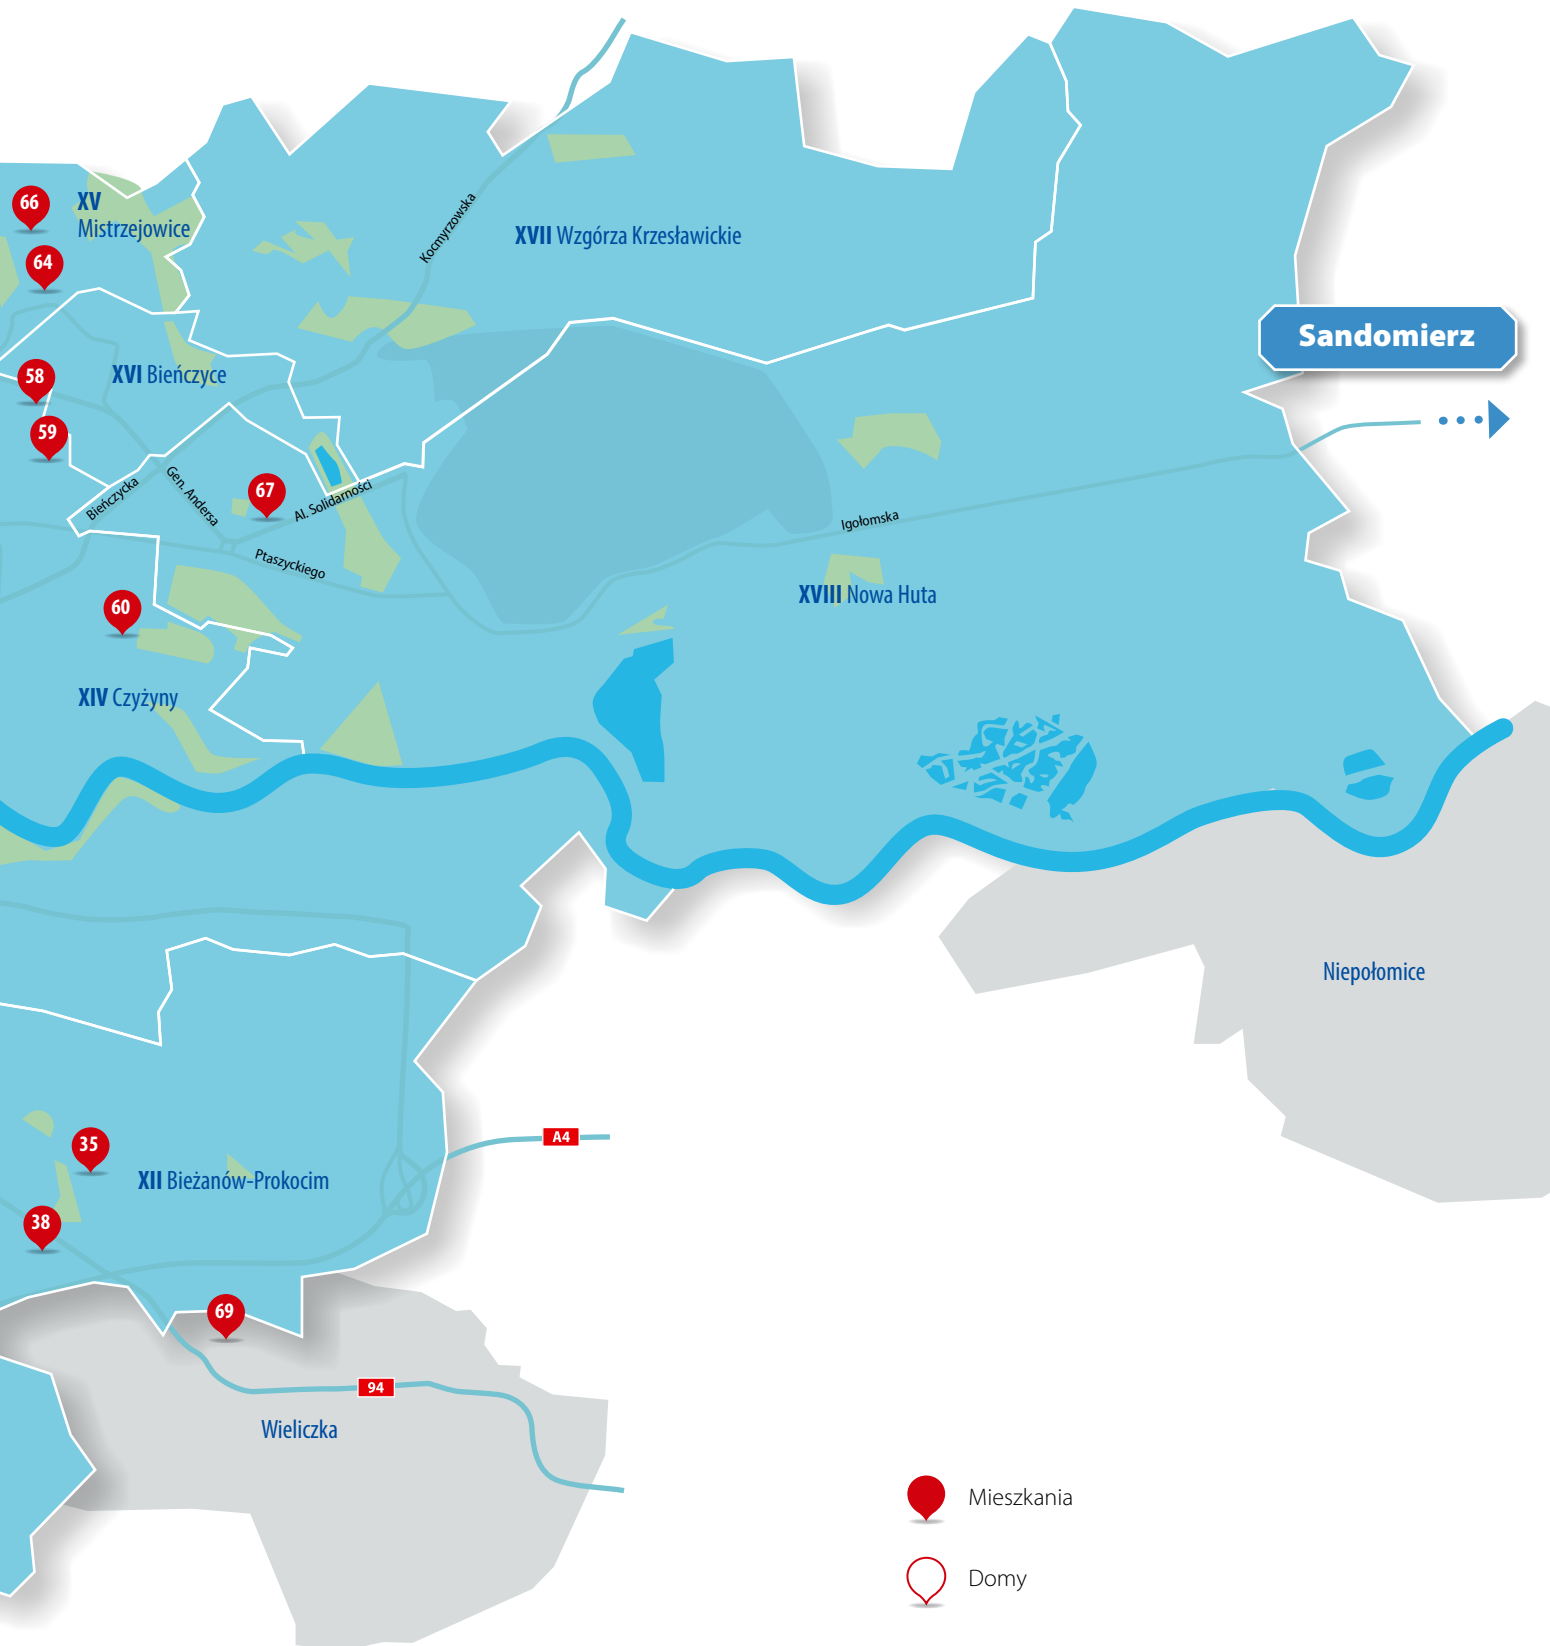 66
XV
Mistrzejowice
64
Kocmyrzowska
XVII Wzgórza Krzesławickie
Sandomierz
58
XVI Bieńczyce
59
Bieńczycka
Gen. Andersa
67
Al. Solidarności
Ptaszyckiego
Igołomska
60
XVIII Nowa Huta
XIV Czyżyny
Niepołomice
A4
35
XII Bieżanów-Prokocim
38
69
94
Wieliczka
Mieszkania
Domy